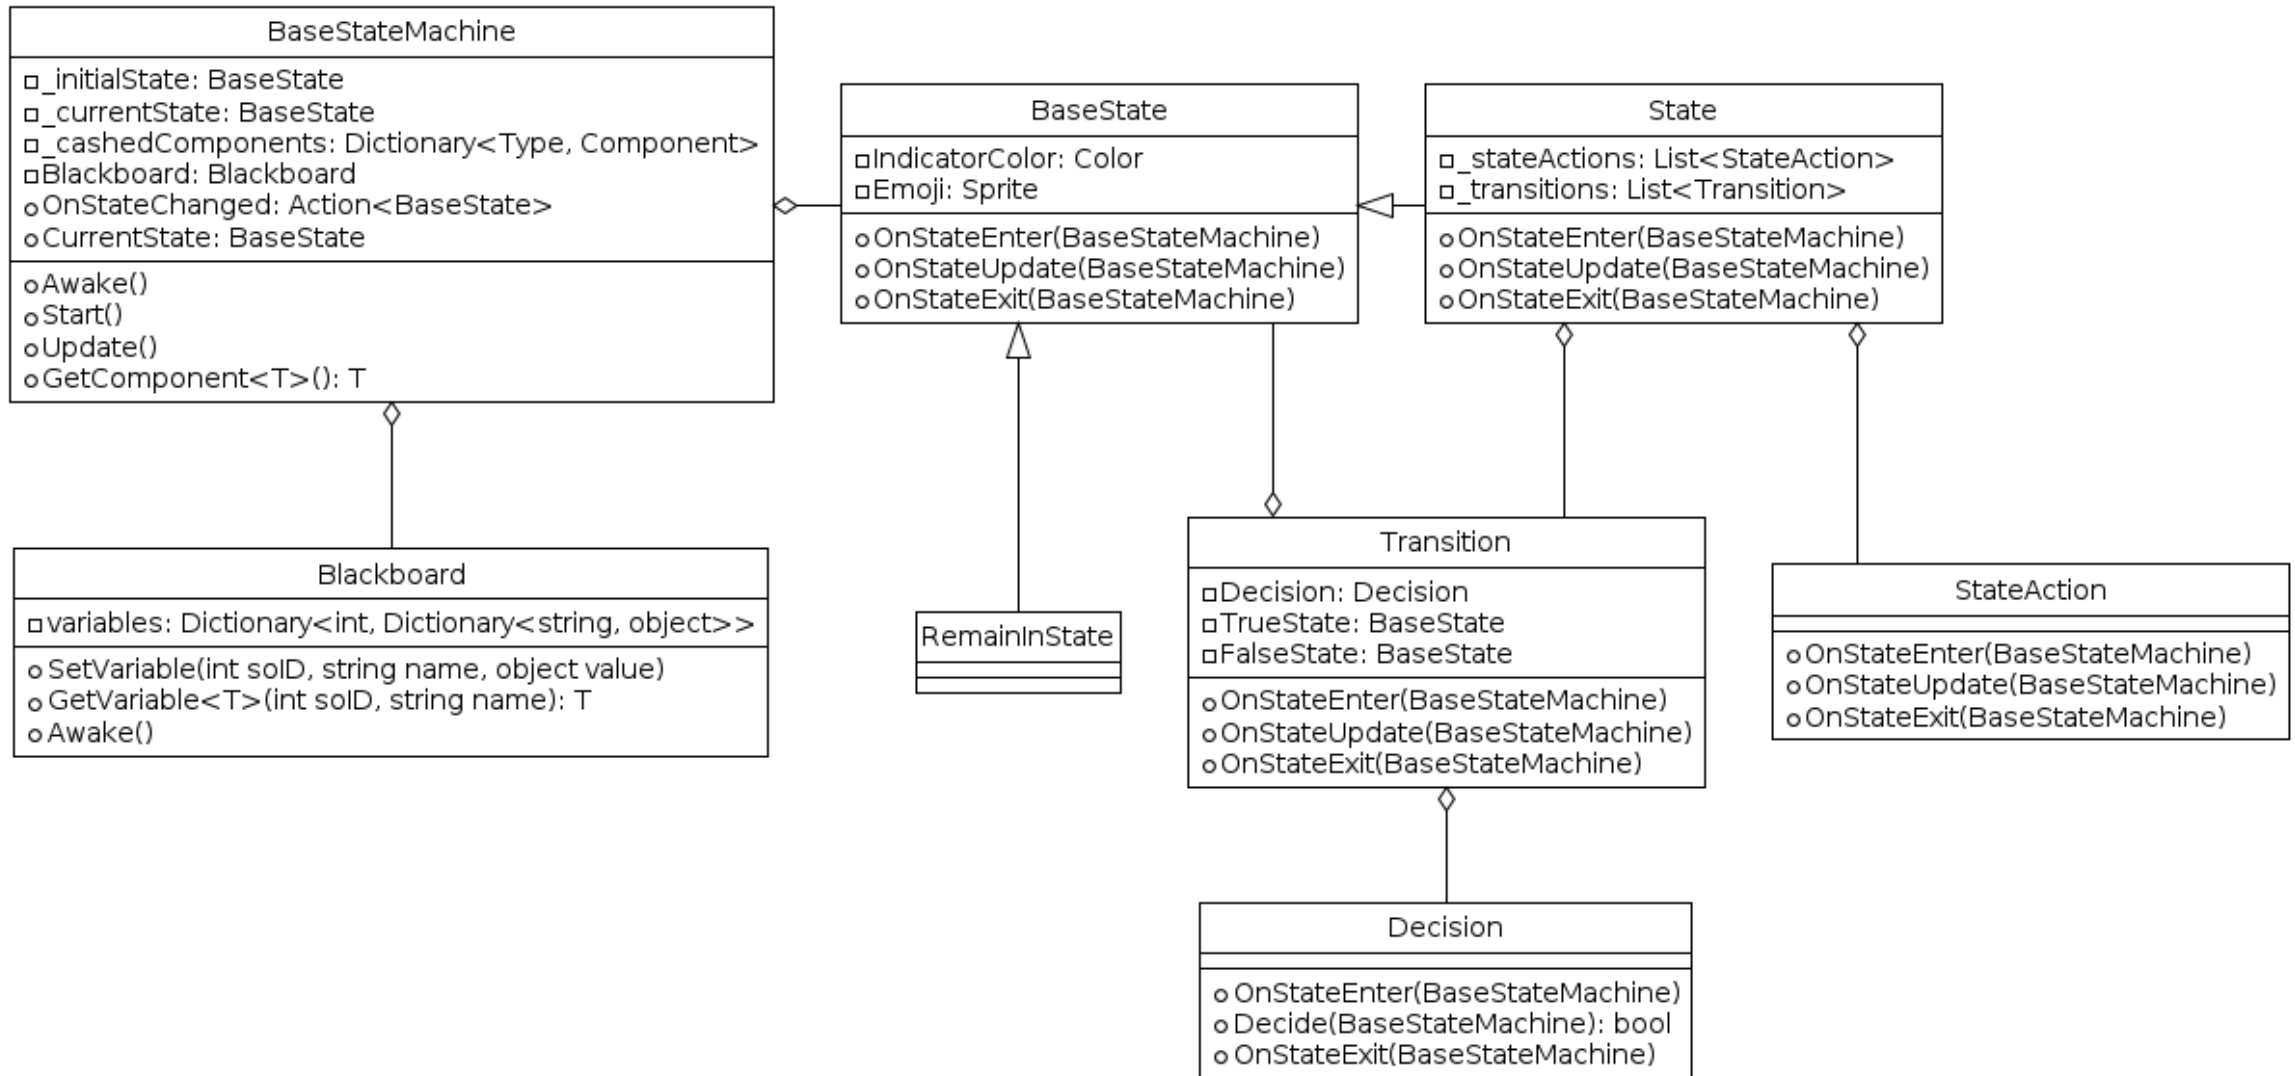 BaseStateMachine
_initialState: BaseState
_currentState: BaseState
_cashedComponents: Dictionary<Type, Component>
Blackboard: Blackboard
OnStateChanged: Action<BaseState>
CurrentState: BaseState
Awake()
Start()
Update()
GetComponent<T>(): T
BaseState
IndicatorColor: Color
Emoji: Sprite
OnStateEnter(BaseStateMachine)
OnStateUpdate(BaseStateMachine)
OnStateExit(BaseStateMachine)
State
_stateActions: List<StateAction>
_transitions: List<Transition>
OnStateEnter(BaseStateMachine)
OnStateUpdate(BaseStateMachine)
OnStateExit(BaseStateMachine)
Blackboard
variables: Dictionary<int, Dictionary<string, object>>
SetVariable(int soID, string name, object value)
GetVariable<T>(int soID, string name): T
Awake()
RemainInState
Transition
Decision: Decision
TrueState: BaseState
FalseState: BaseState
OnStateEnter(BaseStateMachine)
OnStateUpdate(BaseStateMachine)
OnStateExit(BaseStateMachine)
StateAction
OnStateEnter(BaseStateMachine)
OnStateUpdate(BaseStateMachine)
OnStateExit(BaseStateMachine)
Decision
OnStateEnter(BaseStateMachine)
Decide(BaseStateMachine): bool
OnStateExit(BaseStateMachine)